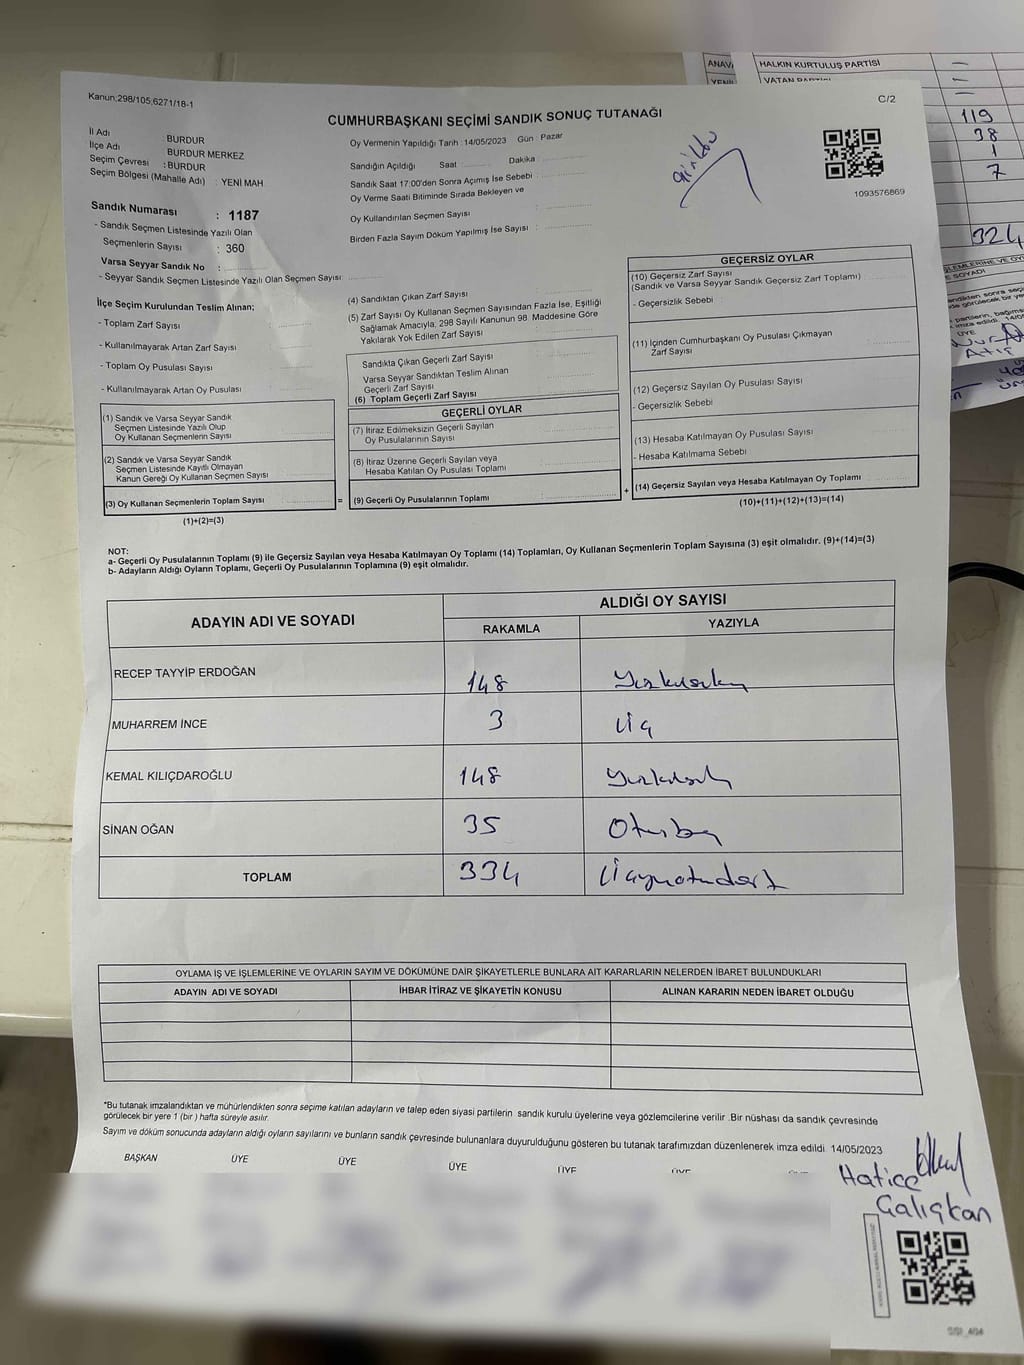 Kanun;298/105,6271/18-1
CUMHURBAŞKANI SEÇİMİ SANDIK SONUÇ TUTANAĞI
C/2
İl Adı : BURDUR
İlçe Adı : BURDUR MERKEZ
Seçim Çevresi : BURDUR
Seçim Bölgesi (Mahalle Adı) : YENİ MAH
Sandık Numarası : 1187
- Sandık Seçmen Listesinde Yazılı Olan
Seçmenlerin Sayısı : 360
Varsa Seyyar Sandık No :
- Seyyar Sandık Seçmen Listesinde Yazılı Olan Seçmen Sayısı:
Oy Vermenin Yapıldığı Tarih :14/05/2023 Gün Pazar
Sandığın Açıldığı Saat Dakika
Sandık Saat 17:00'den Sonra Açımış İse Sebebi :
Oy Verme Saati Bitiminde Sırada Bekleyen ve
Oy Kullandırılan Seçmen Sayısı :
Birden Fazla Sayım Döküm Yapılmış İse Sayısı :
1093576869
İlçe Seçim Kurulundan Teslim Alınan;
- Toplam Zarf Sayısı :
- Kullanılmayarak Artan Zarf Sayısı :
- Toplam Oy Pusulası Sayısı :
- Kullanılmayarak Artan Oy Pusulası :
(1) Sandık ve Varsa Seyyar Sandık
Seçmen Listesinde Yazılı Olup
Oy Kullanan Seçmenlerin Sayısı :
(2) Sandık ve Varsa Seyyar Sandık
Seçmen Listesinde Kayıtlı Olmayan
Kanun Gereği Oy Kullanan Seçmen Sayısı :
(3) Oy Kullanan Seçmenlerin Toplam Sayısı : =
(1)+(2)=(3)
(4) Sandıktan Çıkan Zarf Sayısı :
(5) Zarf Sayısı Oy Kullanan Seçmen Sayısından Fazla İse, Eşitliği
Sağlamak Amacıyla, 298 Sayılı Kanunun 98. Maddesine Göre
Yakılarak Yok Edilen Zarf Sayısı :
Sandıkta Çıkan Geçerli Zarf Sayısı :
Varsa Seyyar Sandıktan Teslim Alınan
Geçerli Zarf Sayısı :
(6) Toplam Geçerli Zarf Sayısı :
GEÇERLİ OYLAR
(7) İtiraz Edilmeksizin Geçerli Sayılan
Oy Pusulalarının Sayısı :
(8) İtiraz Üzerine Geçerli Sayılan veya
Hesaba Katılan Oy Pusulası Toplamı :
(9) Geçerli Oy Pusulalarının Toplamı : +
GEÇERSİZ OYLAR
(10) Geçersiz Zarf Sayısı
(Sandık ve Varsa Seyyar Sandık Geçersiz Zarf Toplamı) :
- Geçersizlik Sebebi
(11) İçinden Cumhurbaşkanı Oy Pusulası Çıkmayan
Zarf Sayısı :
(12) Geçersiz Sayılan Oy Pusulası Sayısı :
- Geçersizlik Sebebi
(13) Hesaba Katılmayan Oy Pusulası Sayısı :
- Hesaba Katılmama Sebebi
(14) Geçersiz Sayılan veya Hesaba Katılmayan Oy Toplamı :
(10)+(11)+(12)+(13)=(14)
NOT:
a- Geçerli Oy Pusulalarının Toplamı (9) ile Geçersiz Sayılan veya Hesaba Katılmayan Oy Toplamı (14) Toplamları, Oy Kullanan Seçmenlerin Toplam Sayısına (3) eşit olmalıdır. (9)+(14)=(3)
b- Adayların Aldığı Oyların Toplamı, Geçerli Oy Pusulalarının Toplamına (9) eşit olmalıdır.
ADAYIN ADI VE SOYADI
ALDIĞI OY SAYISI
RAKAMLA YAZIYLA
RECEP TAYYİP ERDOĞAN 148 Yüzkırksekiz
MUHARREM İNCE 3 Üç
KEMAL KILIÇDAROĞLU 148 Yüzkırksekiz
SİNAN OĞAN 35 Otuzbeş
TOPLAM 334 Üçyüzotuzdört
OYLAMA İŞ VE İŞLEMLERİNE VE OYLARIN SAYIM VE DÖKÜMÜNE DAİR ŞİKAYETLERLE BUNLARA AİT KARARLARIN NELERDEN İBARET BULUNDUKLARI
ADAYIN ADI VE SOYADI İHBAR İTİRAZ VE ŞİKAYETİN KONUSU ALINAN KARARIN NEDEN İBARET OLDUĞU
*Bu tutanak imzalandıktan ve mühürlendikten sonra seçime katılan adayların ve talep eden siyasi partilerin sandık kurulu üyelerine veya gözlemcilerine verilir .Bir nüshası da sandık çevresinde
görülecek bir yere 1 (bir ) hafta süreyle asılır.
Sayım ve döküm sonucunda adayların aldığı oyların sayılarını ve bunların sandık çevresinde bulunanlara duyurulduğunu gösteren bu tutanak tarafımızdan düzenlenerek imza edildi. 14/05/2023
BAŞKAN ÜYE ÜYE ÜYE ÜYE ÜYE
Hatice
Çalışkan
HALKIN KURTULUŞ PARTİSİ
VATAN PARTİSİ
119
38
1
7
324